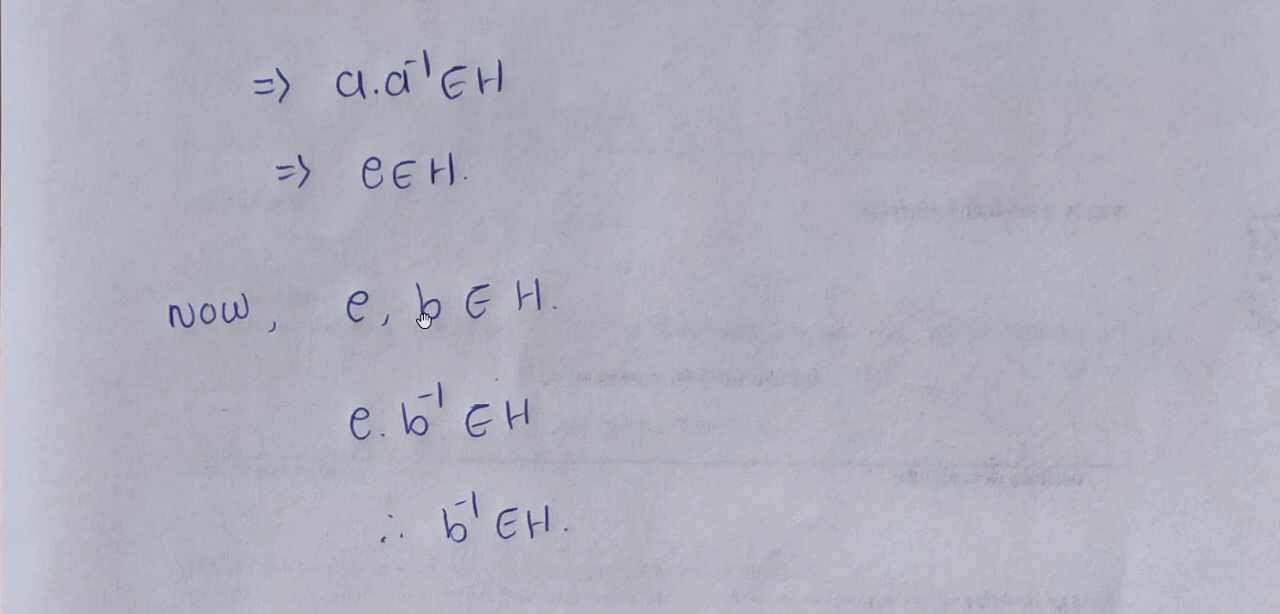 => a.a⁻¹ ∈ H
=> e ∈ H.
NOW, e, b ∈ H.
e. b⁻¹ ∈ H
∴ b⁻¹ ∈ H.